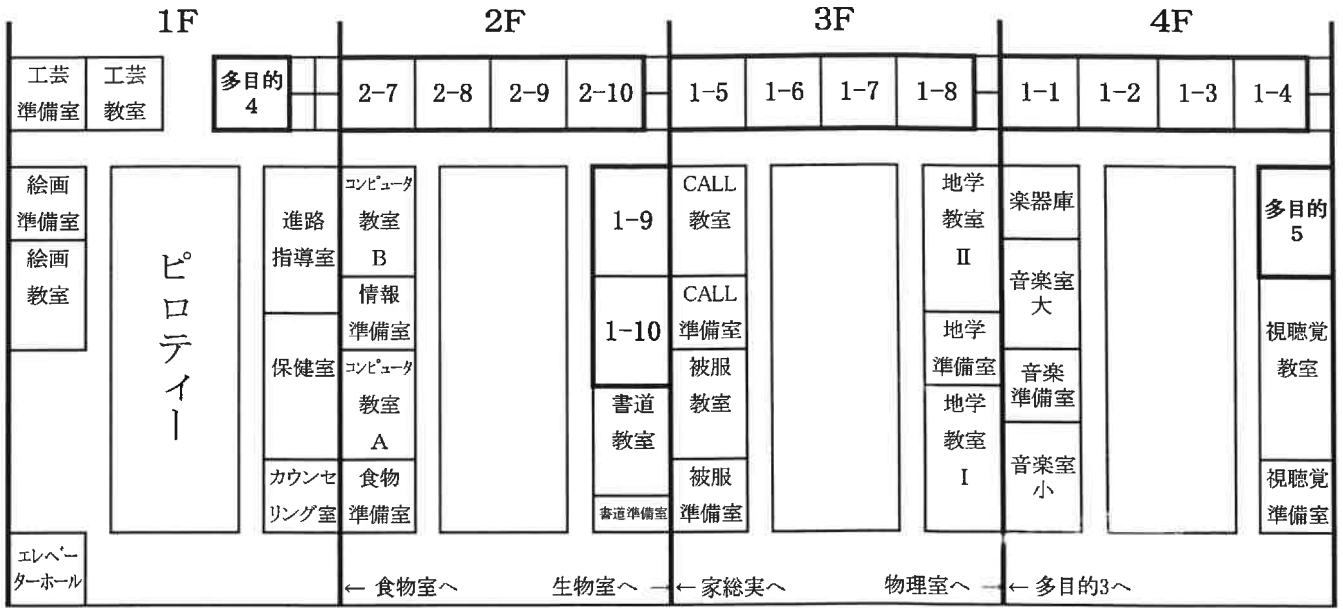 1F
2F
3F
4F
工芸
準備室
工芸
教室
多目的
4
2-7
2-8
2-9
2-10
1-5
1-6
1-7
1-8
1-1
1-2
1-3
1-4
絵画
準備室
絵画
教室
ピロティー
進路
指導室
保健室
カウンセ
リング室
エレベー
ターホール
コンピュータ
教室
B
情報
準備室
コンピュータ
教室
A
食物
準備室
1-9
1-10
書道
教室
書道準備室
← 食物室へ
生物室へ →
CALL
教室
CALL
準備室
被服
教室
被服
準備室
地学
教室
Ⅱ
地学
準備室
地学
教室
I
← 家総実へ
物理室へ →
楽器庫
音楽室
大
音楽
準備室
音楽室
小
多目的
5
視聴覚
教室
視聴覚
準備室
← 多目的3へ